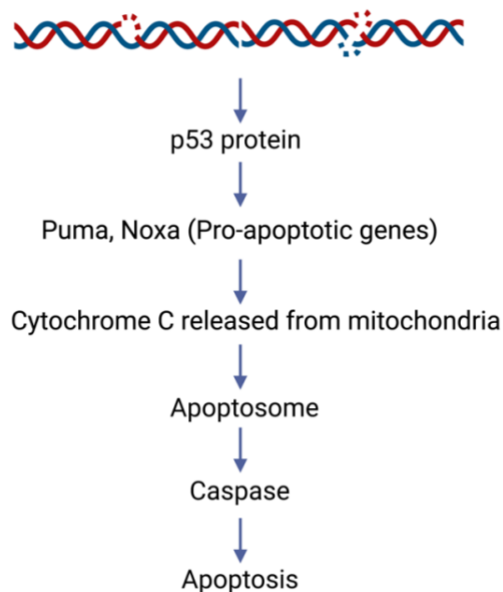 p53 protein
Puma, Noxa (Pro-apoptotic genes)
Cytochrome C released from mitochondria
Apoptosome
Caspase
Apoptosis